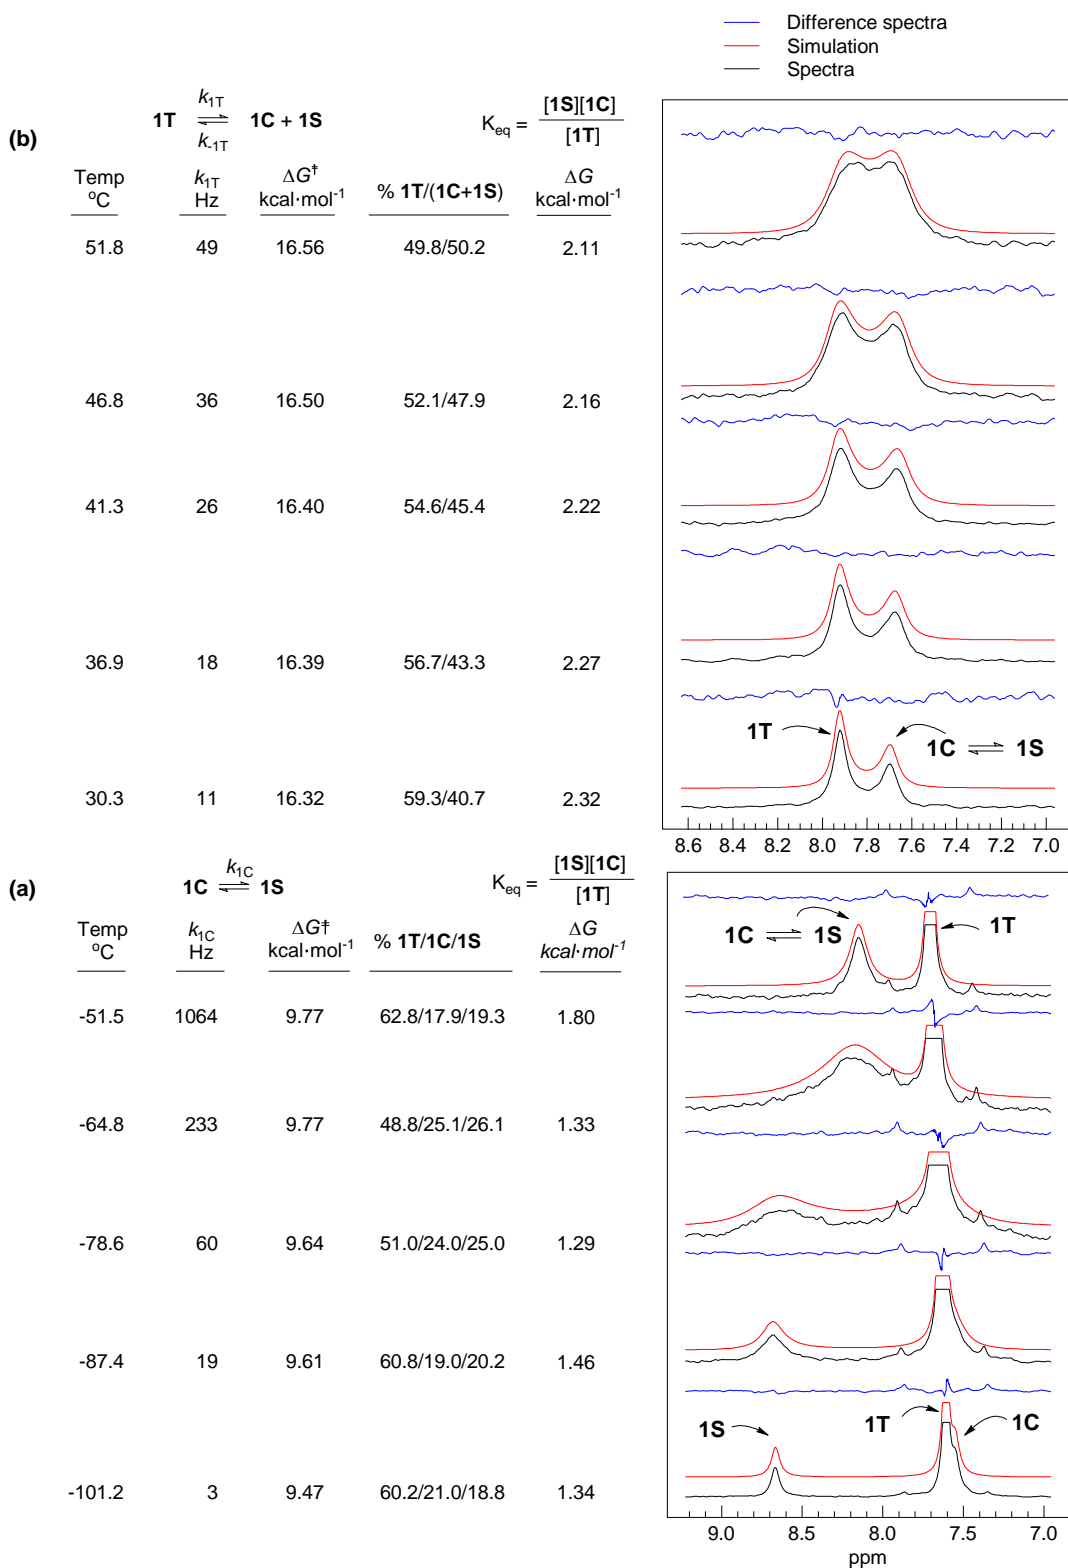 Difference spectra
Simulation
Spectra
(b)
1T k1T ⇌ k-1T 1C + 1S
Keq = [1S][1C] / [1T]
Temp oC k1T Hz ΔG‡ kcal·mol-1 % 1T/(1C+1S) ΔG kcal·mol-1
51.8 49 16.56 49.8/50.2 2.11
46.8 36 16.50 52.1/47.9 2.16
41.3 26 16.40 54.6/45.4 2.22
36.9 18 16.39 56.7/43.3 2.27
30.3 11 16.32 59.3/40.7 2.32
1T
1C ⇌ 1S
8.6 8.4 8.2 8.0 7.8 7.6 7.4 7.2 7.0
(a)
1C k1C ⇌ 1S
Keq = [1S][1C] / [1T]
Temp oC k1C Hz ΔG‡ kcal·mol-1 % 1T/1C/1S ΔG kcal·mol-1
-51.5 1064 9.77 62.8/17.9/19.3 1.80
-64.8 233 9.77 48.8/25.1/26.1 1.33
-78.6 60 9.64 51.0/24.0/25.0 1.29
-87.4 19 9.61 60.8/19.0/20.2 1.46
-101.2 3 9.47 60.2/21.0/18.8 1.34
1C ⇌ 1S
1T
1S
1T
1C
9.0 8.5 8.0 7.5 7.0
ppm